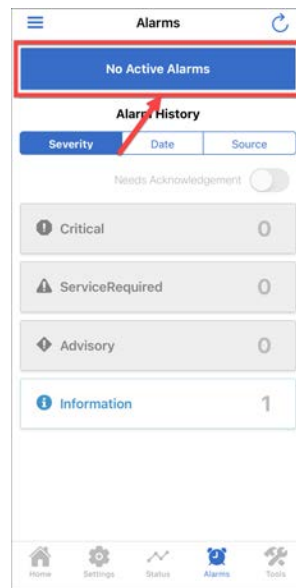 Alarms
No Active Alarms
Alarm History
Severity Date Source
Needs Acknowledgement
Critical 0
ServiceRequired 0
Advisory 0
Information 1
Home Settings Status Alarms Tools